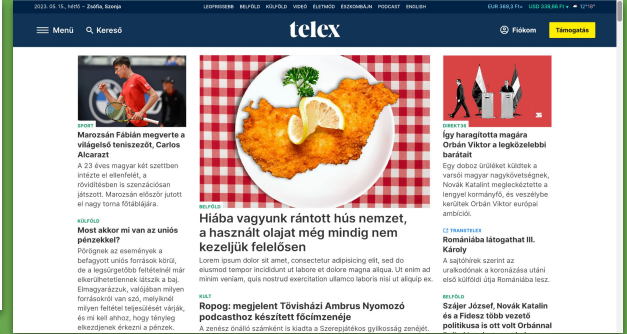 2023. 05. 15., hétfő – Zsófia, Szonja
LEGFRISSEBB BELFÖLD KÜLFÖLD VIDEÓ ÉLETMÓD ÉSZKOMBÁJN PODCAST ENGLISH
EUR 369,3 Ft USD 339,66 Ft 12°18°
Menü
Kereső
telex
Fiókom
Támogatás
SPORT
Marozsán Fábián megverte a
világelső teniszezőt, Carlos
Alcarazt
A 23 éves magyar két szettben
intézte el ellenfelét, a
rövidítésben is szenzációsan
játszott. Marozsán először jutott
el nagy torna főtáblájára.
KÜLFÖLD
Most akkor mi van az uniós
pénzekkel?
Pörögnek az események a
befagyott uniós források körül,
de a legsürgetőbb feltételnél már
elkerülhetetlennek látszik a baj.
Elmagyarázzuk, valójában milyen
forrásokról van szó, melyiknél
milyen feltétel teljesülését várják,
és mi kell ahhoz, hogy tényleg
elkezdjenek érkezni a pénzek.
BELFÖLD
Hiába vagyunk rántott hús nemzet,
a használt olajat még mindig nem
kezeljük felelősen
Lorem ipsum dolor sit amet, consectetur adipisicing elit, sed do
eiusmod tempor incididunt ut labore et dolore magna aliqua. Ut enim ad
minim veniam, quis nostrud exercitation ullamco laboris nisi ut aliquip ex.
KULT
Ropog: megjelent Tövisházi Ambrus Nyomozó
podcasthoz készített főcímzenéje
A zenész önálló számként is kiadta a Szerepjátékos gyilkosság zenéjét.
DIREKT36
Így haragította magára
Orbán Viktor a legközelebbi
barátait
Egy doboz ürüléket küldtek a
varsói magyar nagykövetségnek,
Novák Katalint megleckéztette a
lengyel kormányfő, és veszélybe
kerültek Orbán Viktor európai
ambíciói.
TRANSTELEX
Romániába látogathat III.
Károly
A sajtóhírek szerint az
uralkodónak a koronázása utáni
első külföldi útja Romániába lesz.
BELFÖLD
Szájer József, Novák Katalin
és a Fidesz több vezető
politikusa is ott volt Orbánnal